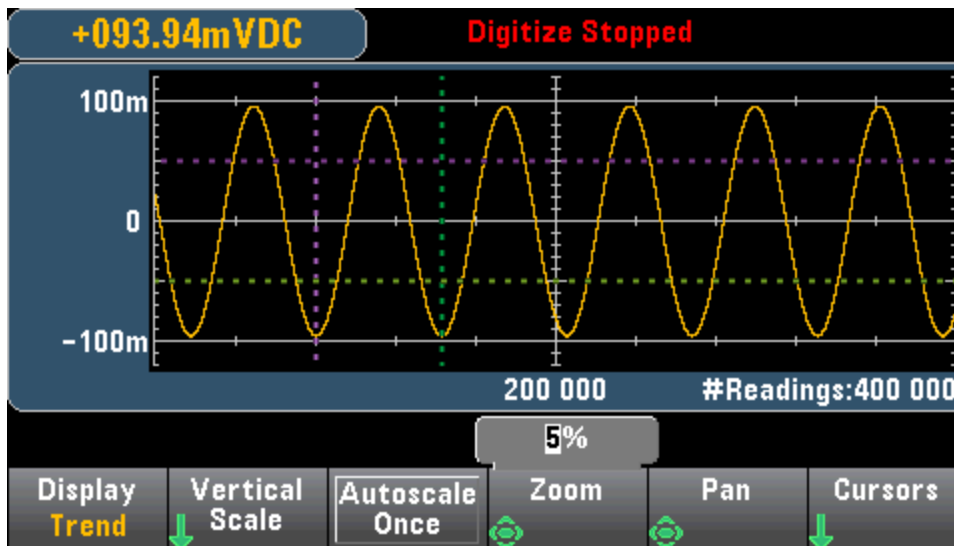 +093.94mVDC
Digitize Stopped
100m
0
-100m
200 000
#Readings:400 000
5%
Display
Trend
Vertical
Scale
Autoscale
Once
Zoom
Pan
Cursors